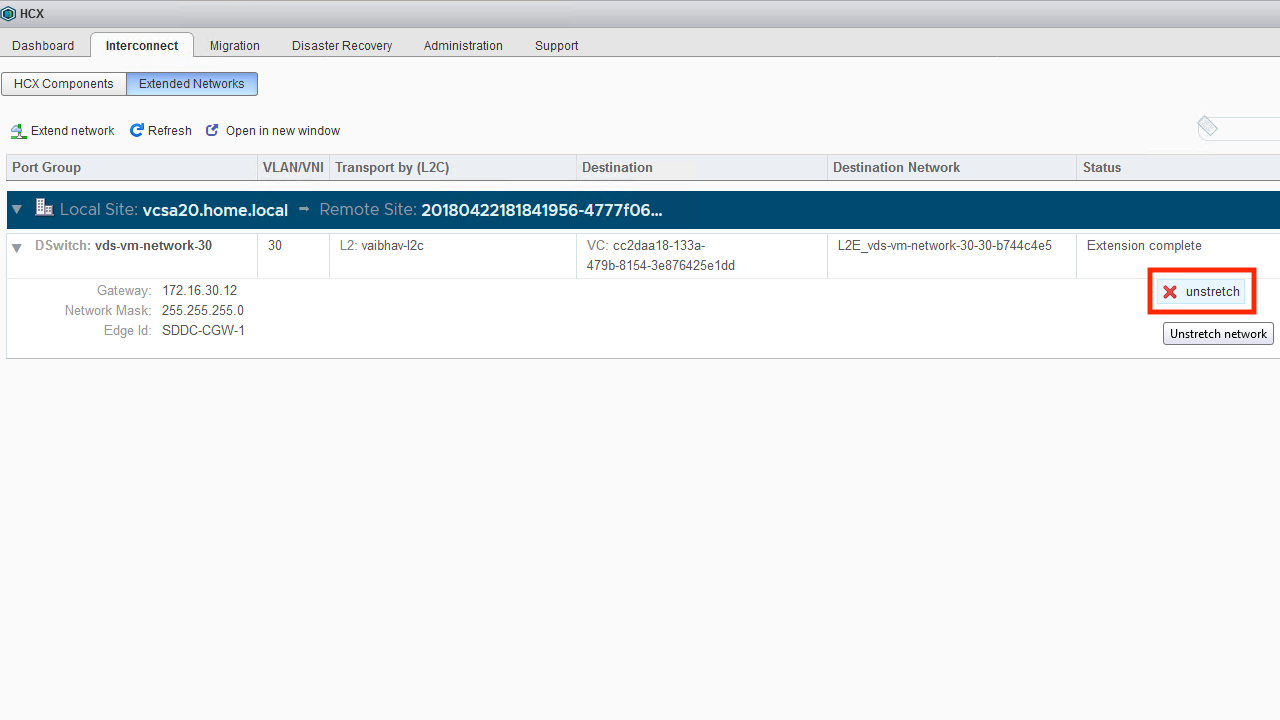 HCX
Dashboard Interconnect Migration Disaster Recovery Administration Support
HCX Components Extended Networks
Extend network Refresh Open in new window
Port Group VLAN/VNI Transport by (L2C) Destination Destination Network Status
Local Site: vcsa20.home.local Remote Site: 20180422181841956-4777f06...
DSwitch: vds-vm-network-30 30 L2: vaibhav-l2c VC: cc2daa18-133a- L2E_vds-vm-network-30-30-b744c4e5 Extension complete
479b-8154-3e876425e1dd
Gateway: 172.16.30.12 unstretch
Network Mask: 255.255.255.0
Edge Id: SDDC-CGW-1 Unstretch network